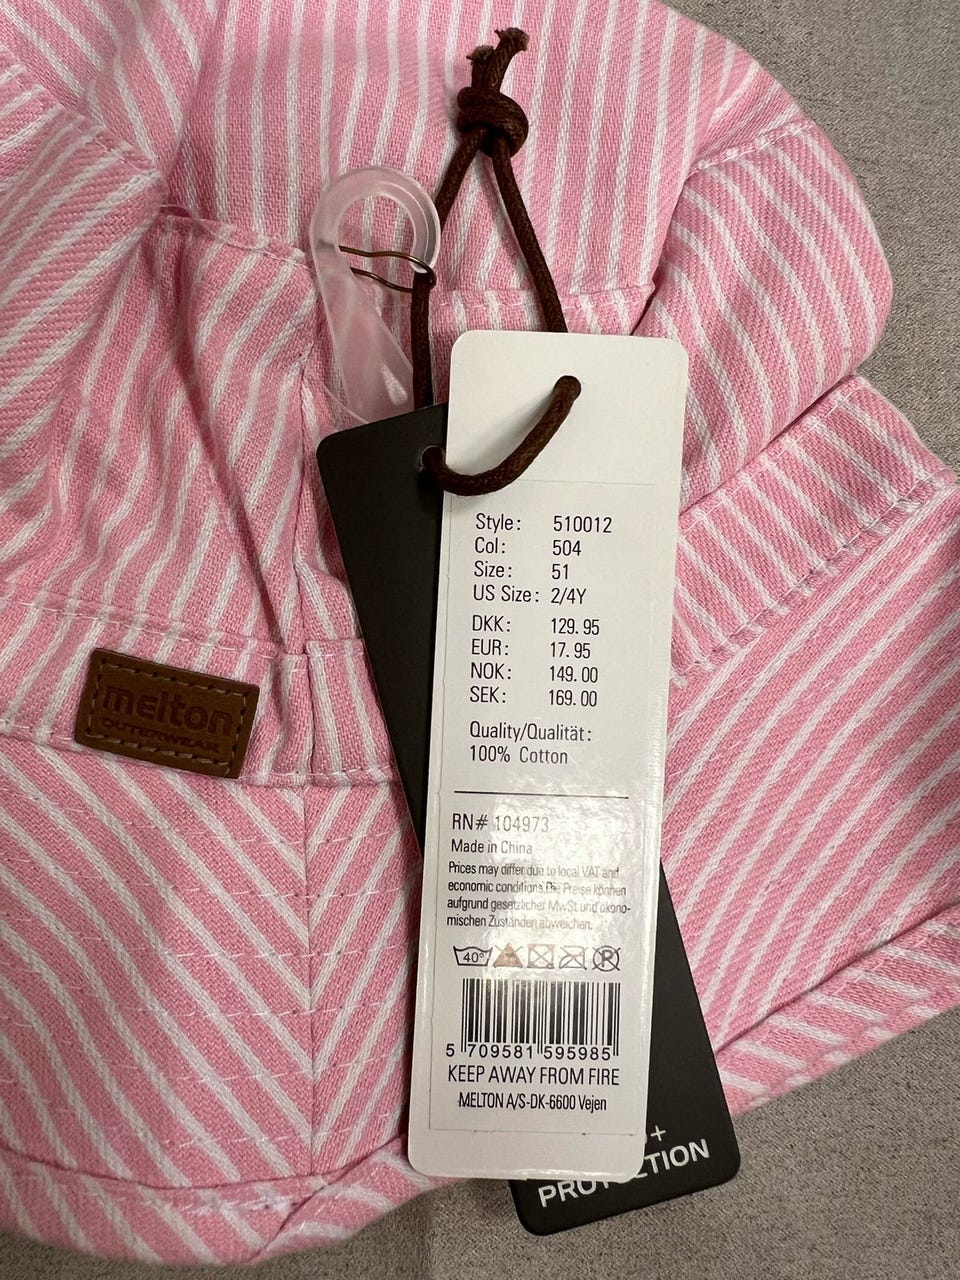 Style: 510012
Col: 504
Size: 51
US Size: 2/4Y
DKK: 129.95
EUR: 17.95
NOK: 149.00
SEK: 169.00
Quality/Qualität:
100% Cotton
RN# 104973
Made in China
Prices may differ due to local VAT and
economic conditions.Die Preise können
aufgrund gesetzlicher MwSt.und ökono-
mischen Zuständen abweichen.
40°
P
5 709581 595985
KEEP AWAY FROM FIRE
MELTON A/S-DK-6600 Vejen
melton
OUTERWEAR